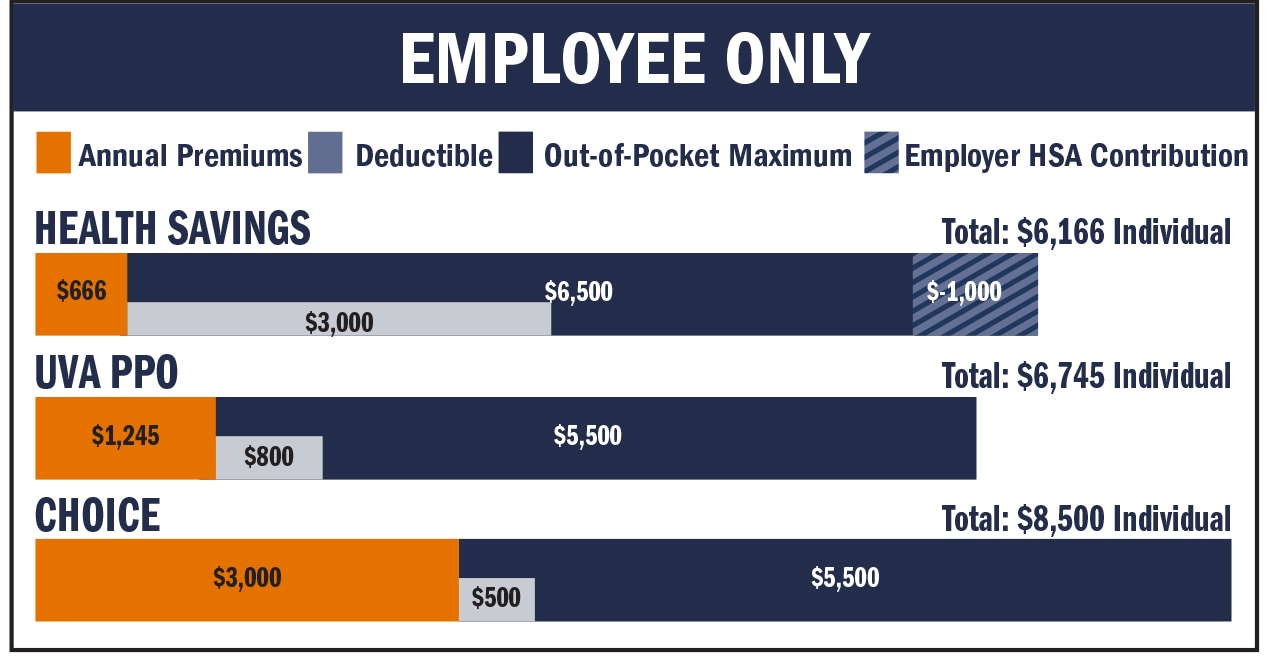 EMPLOYEE ONLY
Annual Premiums Deductible Out-of-Pocket Maximum Employer HSA Contribution
HEALTH SAVINGS Total: $6,166 Individual
$666 $6,500 $-1,000
$3,000
UVA PPO Total: $6,745 Individual
$1,245 $5,500
$800
CHOICE Total: $8,500 Individual
$3,000 $5,500
$500